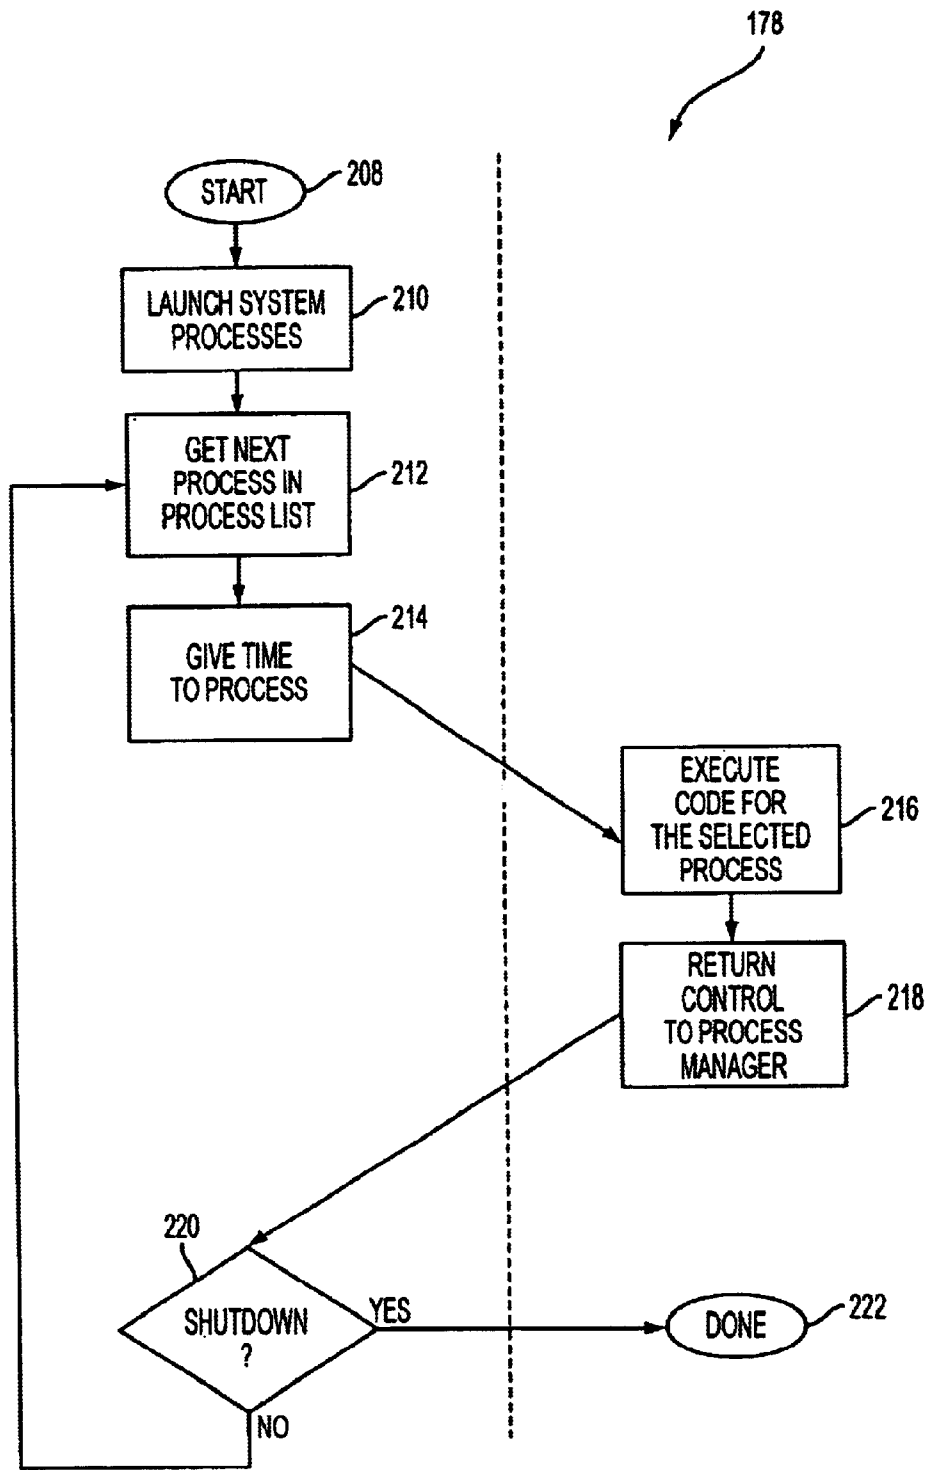 178
START
208
LAUNCH SYSTEM
PROCESSES
210
GET NEXT
PROCESS IN
PROCESS LIST
212
GIVE TIME
TO PROCESS
214
EXECUTE
CODE FOR
THE SELECTED
PROCESS
216
RETURN
CONTROL
TO PROCESS
MANAGER
218
220
SHUTDOWN
?
YES
NO
DONE
222